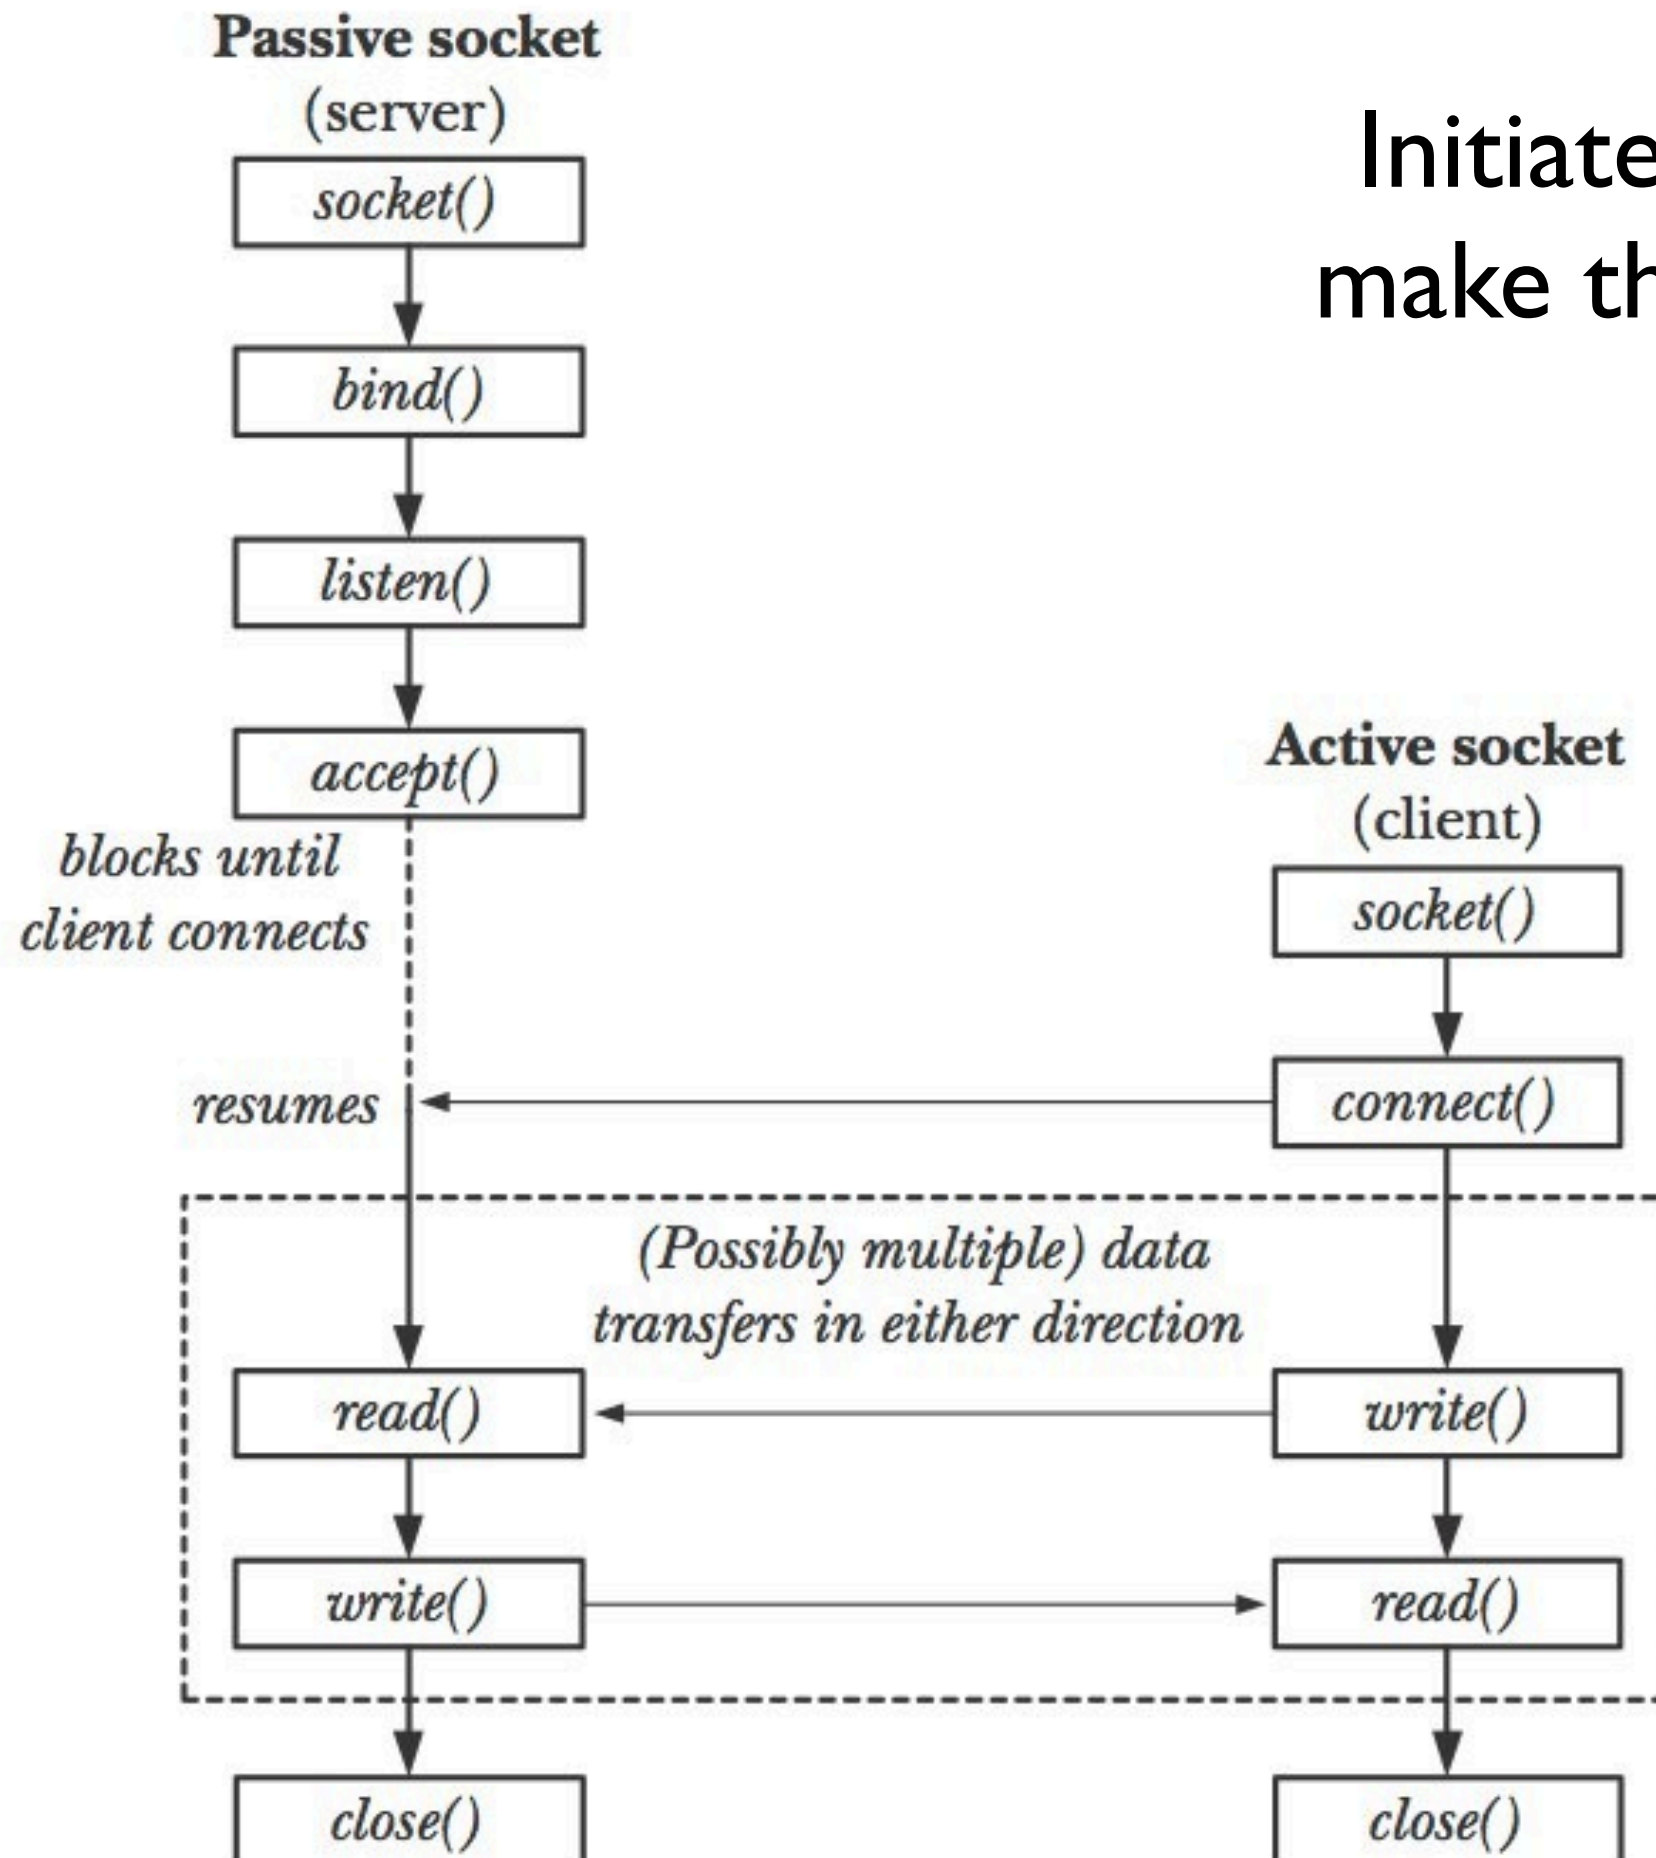 Passive socket
(server)
socket()
bind()
listen()
accept()
blocks until
client connects
resumes
Initiate
make th
Active socket
(client)
socket()
connect()
(Possibly multiple) data
transfers in either direction
read()
write()
write()
read()
close()
close()